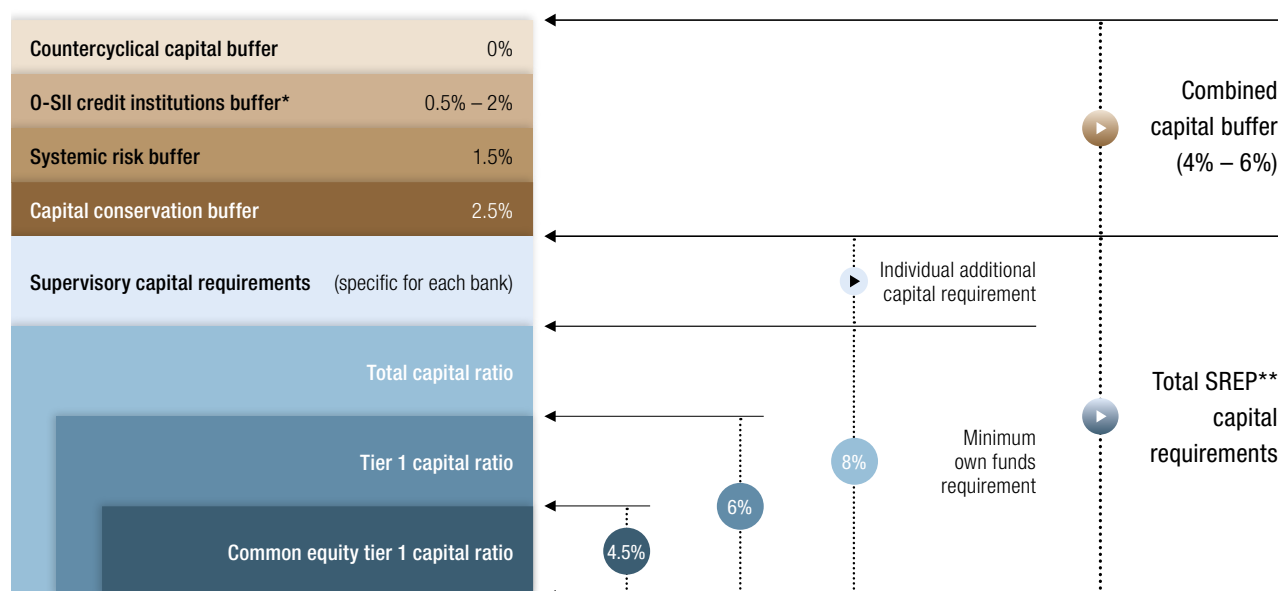 Countercyclical capital buffer 0%
O-SII credit institutions buffer* 0.5% – 2%
Systemic risk buffer 1.5%
Capital conservation buffer 2.5%
Combined
capital buffer
(4% – 6%)
Supervisory capital requirements (specific for each bank)
Individual additional
capital requirement
Total capital ratio
Tier 1 capital ratio
Common equity tier 1 capital ratio
4.5%
6%
8%
Minimum
own funds
requirement
Total SREP**
capital
requirements